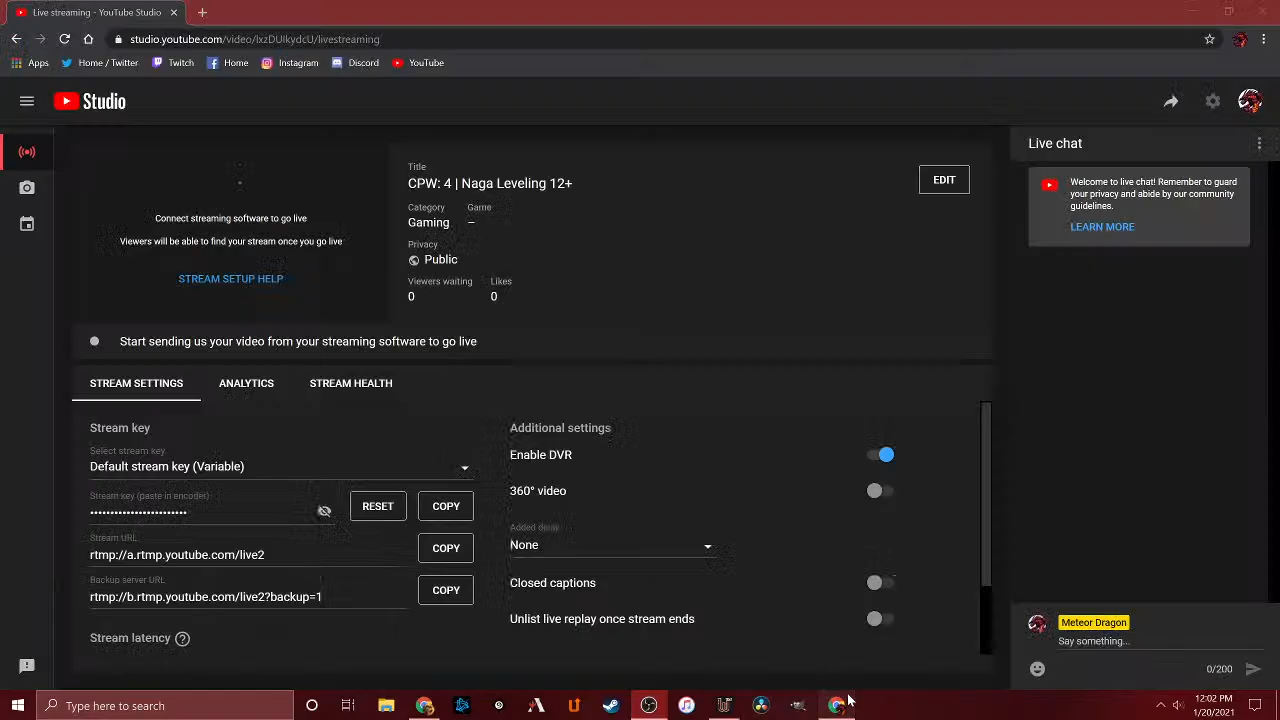 Live streaming - YouTube Studio
studio.youtube.com/video/IxzDUIkydcU/livestreaming
Apps
Home / Twitter
Twitch
Home
Instagram
Discord
YouTube
Studio
Connect streaming software to go live
Viewers will be able to find your stream once you go live
STREAM SETUP HELP
Title
CPW: 4 | Naga Leveling 12+
Category
Game
Gaming
–
Privacy
Public
Viewers waiting
Likes
0
0
EDIT
Start sending us your video from your streaming software to go live
STREAM SETTINGS
ANALYTICS
STREAM HEALTH
Stream key
Select stream key
Default stream key (Variable)
Stream key (paste in encoder)
••••••••••••••••••••••••
RESET
COPY
Stream URL
rtmp://a.rtmp.youtube.com/live2
COPY
Backup server URL
rtmp://b.rtmp.youtube.com/live2?backup=1
COPY
Stream latency
Additional settings
Enable DVR
360° video
Added delay
None
Closed captions
Unlist live replay once stream ends
Live chat
Welcome to live chat! Remember to guard
your privacy and abide by our community
guidelines.
LEARN MORE
Meteor Dragon
Say something...
0/200
Type here to search
12:02 PM
1/20/2021